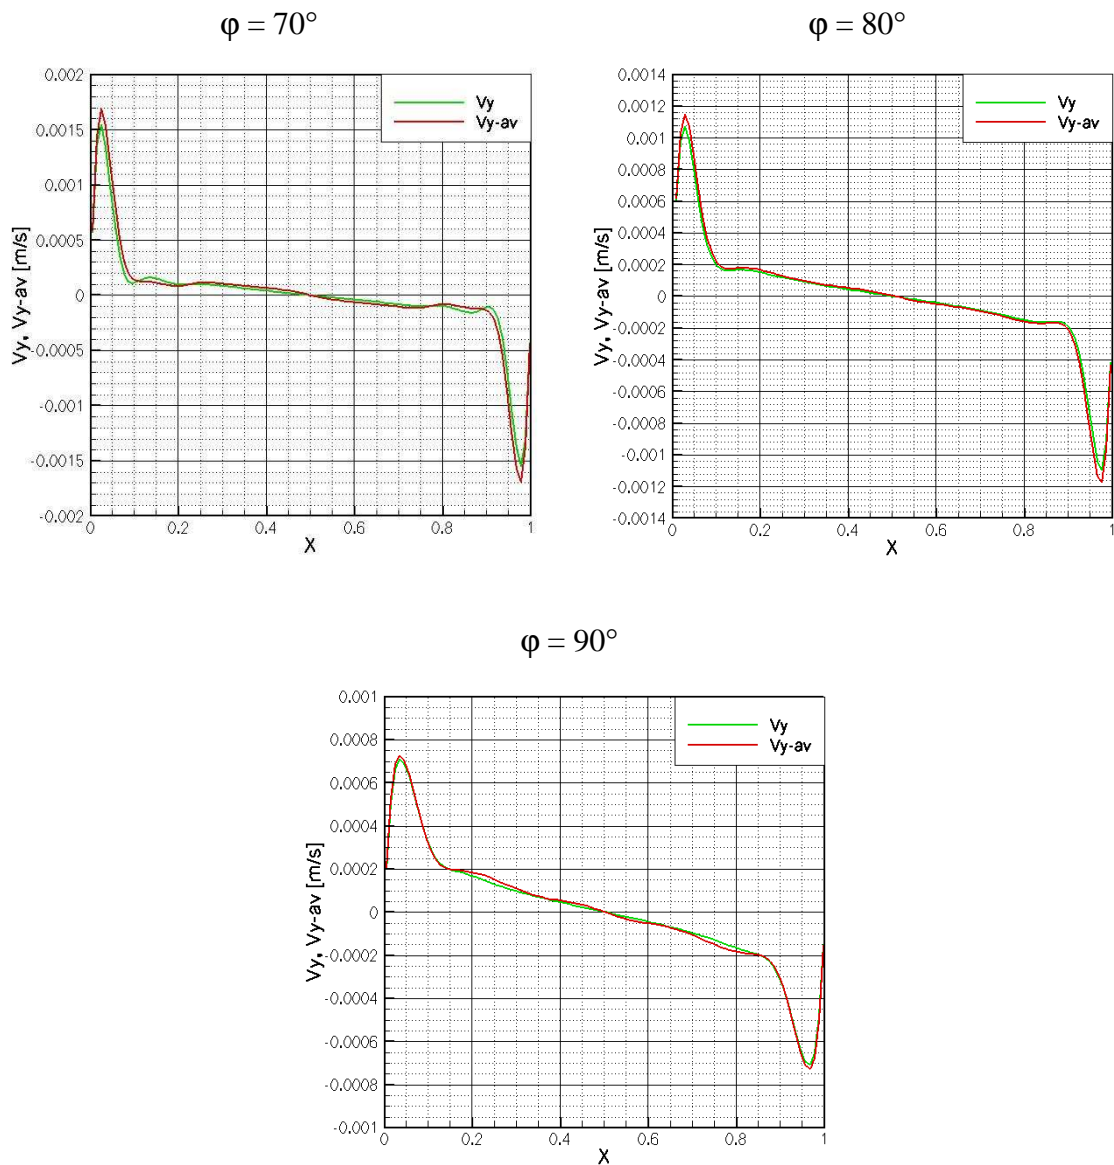 φ = 70°
φ = 80°
Vy
Vy-av
0.002
0.0015
0.001
0.0005
0
-0.0005
-0.001
-0.0015
-0.002
Vy, Vy-av [m/s]
0 0.2 0.4 0.6 0.8 1
X
Vy
Vy-av
0.0014
0.0012
0.001
0.0008
0.0006
0.0004
0.0002
0
-0.0002
-0.0004
-0.0006
-0.0008
-0.001
-0.0012
-0.0014
Vy, Vy-av [m/s]
0 0.2 0.4 0.6 0.8 1
X
φ = 90°
Vy
Vy-av
0.001
0.0008
0.0006
0.0004
0.0002
0
-0.0002
-0.0004
-0.0006
-0.0008
-0.001
Vy, Vy-av [m/s]
0 0.2 0.4 0.6 0.8 1
X